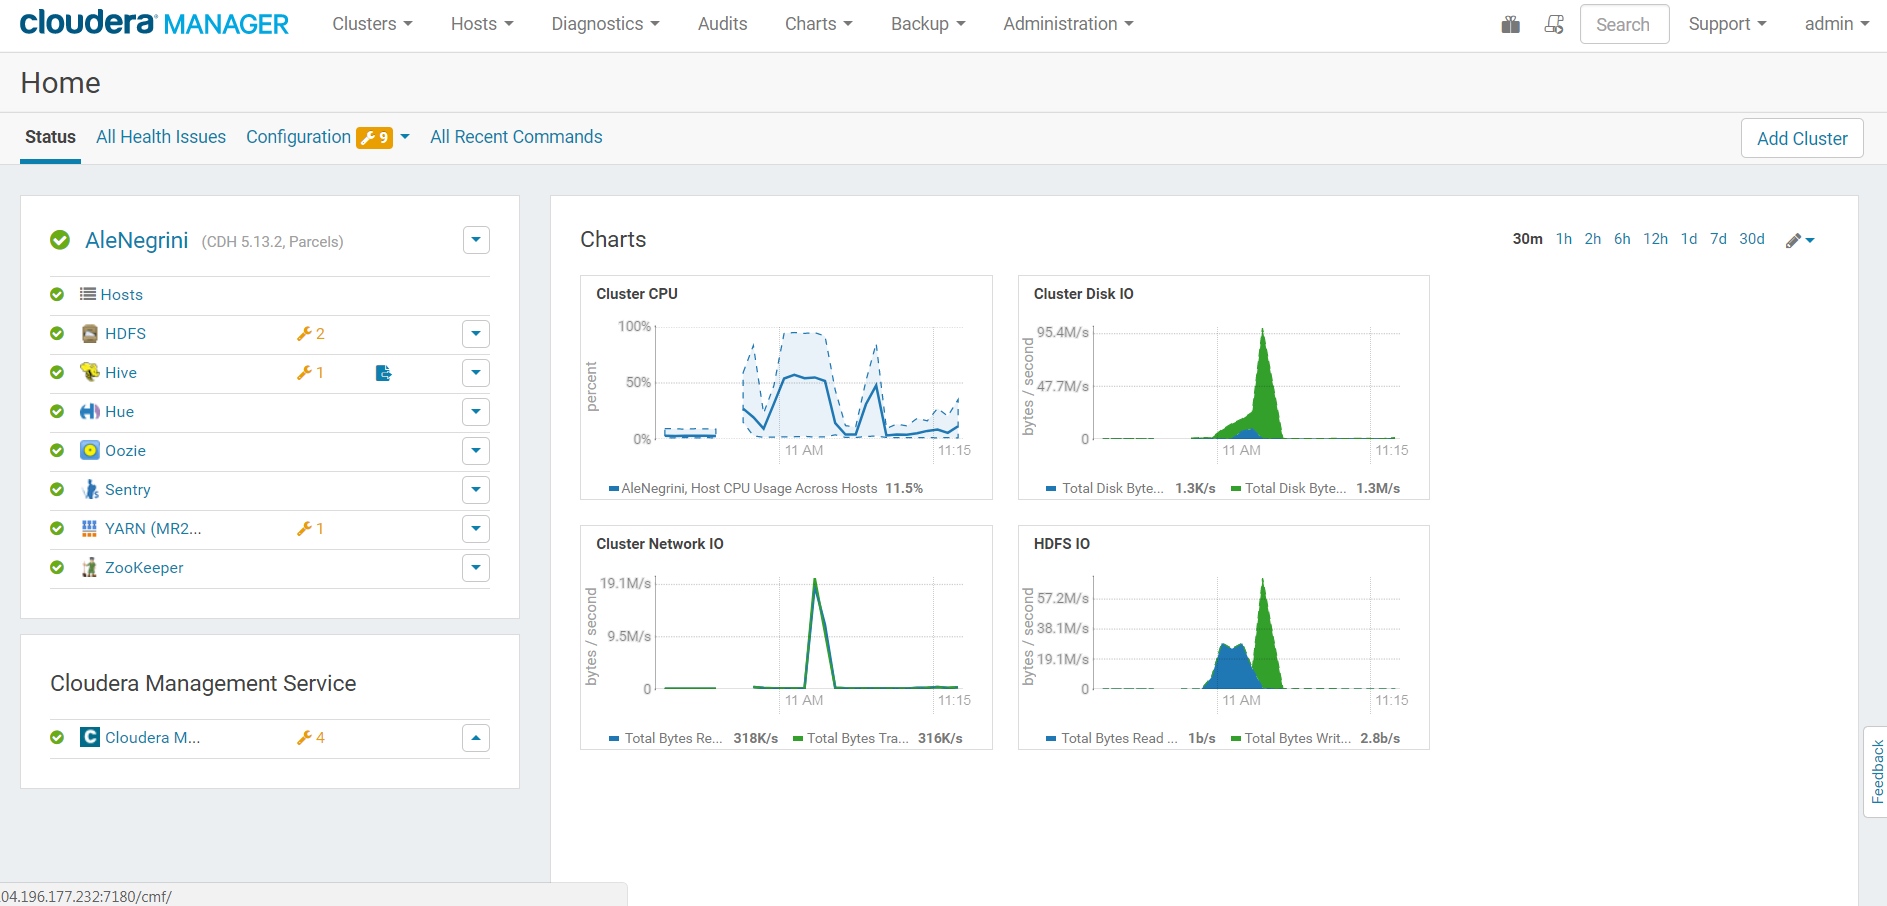 cloudera MANAGER Clusters Hosts Diagnostics Audits Charts Backup Administration Search Support admin
Home
Status All Health Issues Configuration 9 All Recent Commands Add Cluster
AleNegrini (CDH 5.13.2, Parcels)
Hosts
HDFS 2
Hive 1
Hue
Oozie
Sentry
YARN (MR2... 1
ZooKeeper
Cloudera Management Service
C Cloudera M... 4
Charts 30m 1h 2h 6h 12h 1d 7d 30d
Cluster CPU
percent
100%
50%
0%
11 AM 11:15
AleNegrini, Host CPU Usage Across Hosts 11.5%
Cluster Disk IO
bytes / second
95.4M/s
47.7M/s
0
11 AM 11:15
Total Disk Byte... 1.3K/s Total Disk Byte... 1.3M/s
Cluster Network IO
bytes / second
19.1M/s
9.5M/s
0
11 AM 11:15
Total Bytes Re... 318K/s Total Bytes Tra... 316K/s
HDFS IO
bytes / second
57.2M/s
38.1M/s
19.1M/s
0
11 AM 11:15
Total Bytes Read ... 1b/s Total Bytes Writ... 2.8b/s
Feedback
04.196.177.232:7180/cmf/